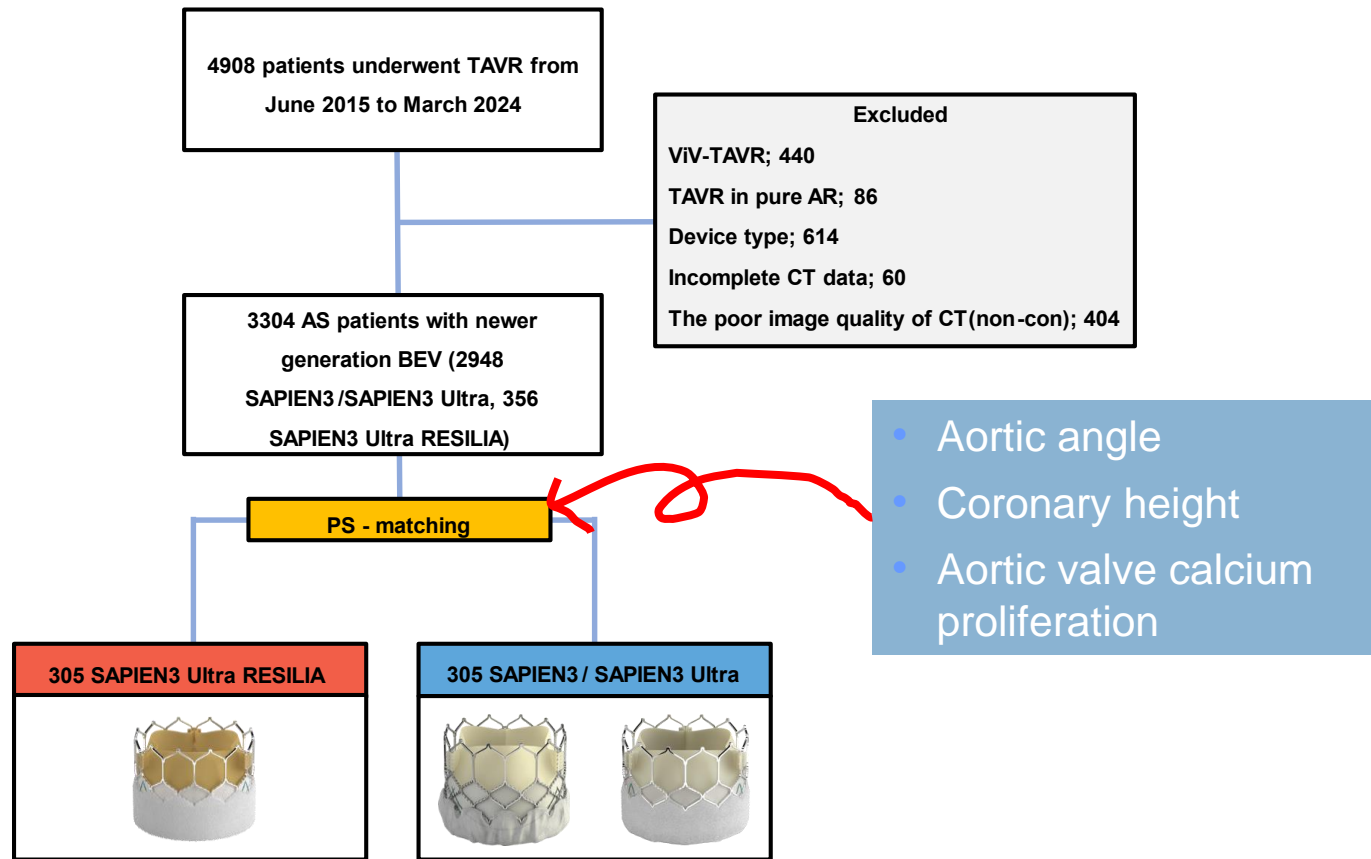 4908 patients underwent TAVR from
June 2015 to March 2024
Excluded
ViV-TAVR; 440
TAVR in pure AR; 86
Device type; 614
Incomplete CT data; 60
The poor image quality of CT(non-con); 404
3304 AS patients with newer
generation BEV (2948
SAPIEN3/SAPIEN3 Ultra, 356
SAPIEN3 Ultra RESILIA)
• Aortic angle
• Coronary height
• Aortic valve calcium
proliferation
PS - matching
305 SAPIEN3 Ultra RESILIA
305 SAPIEN3 / SAPIEN3 Ultra